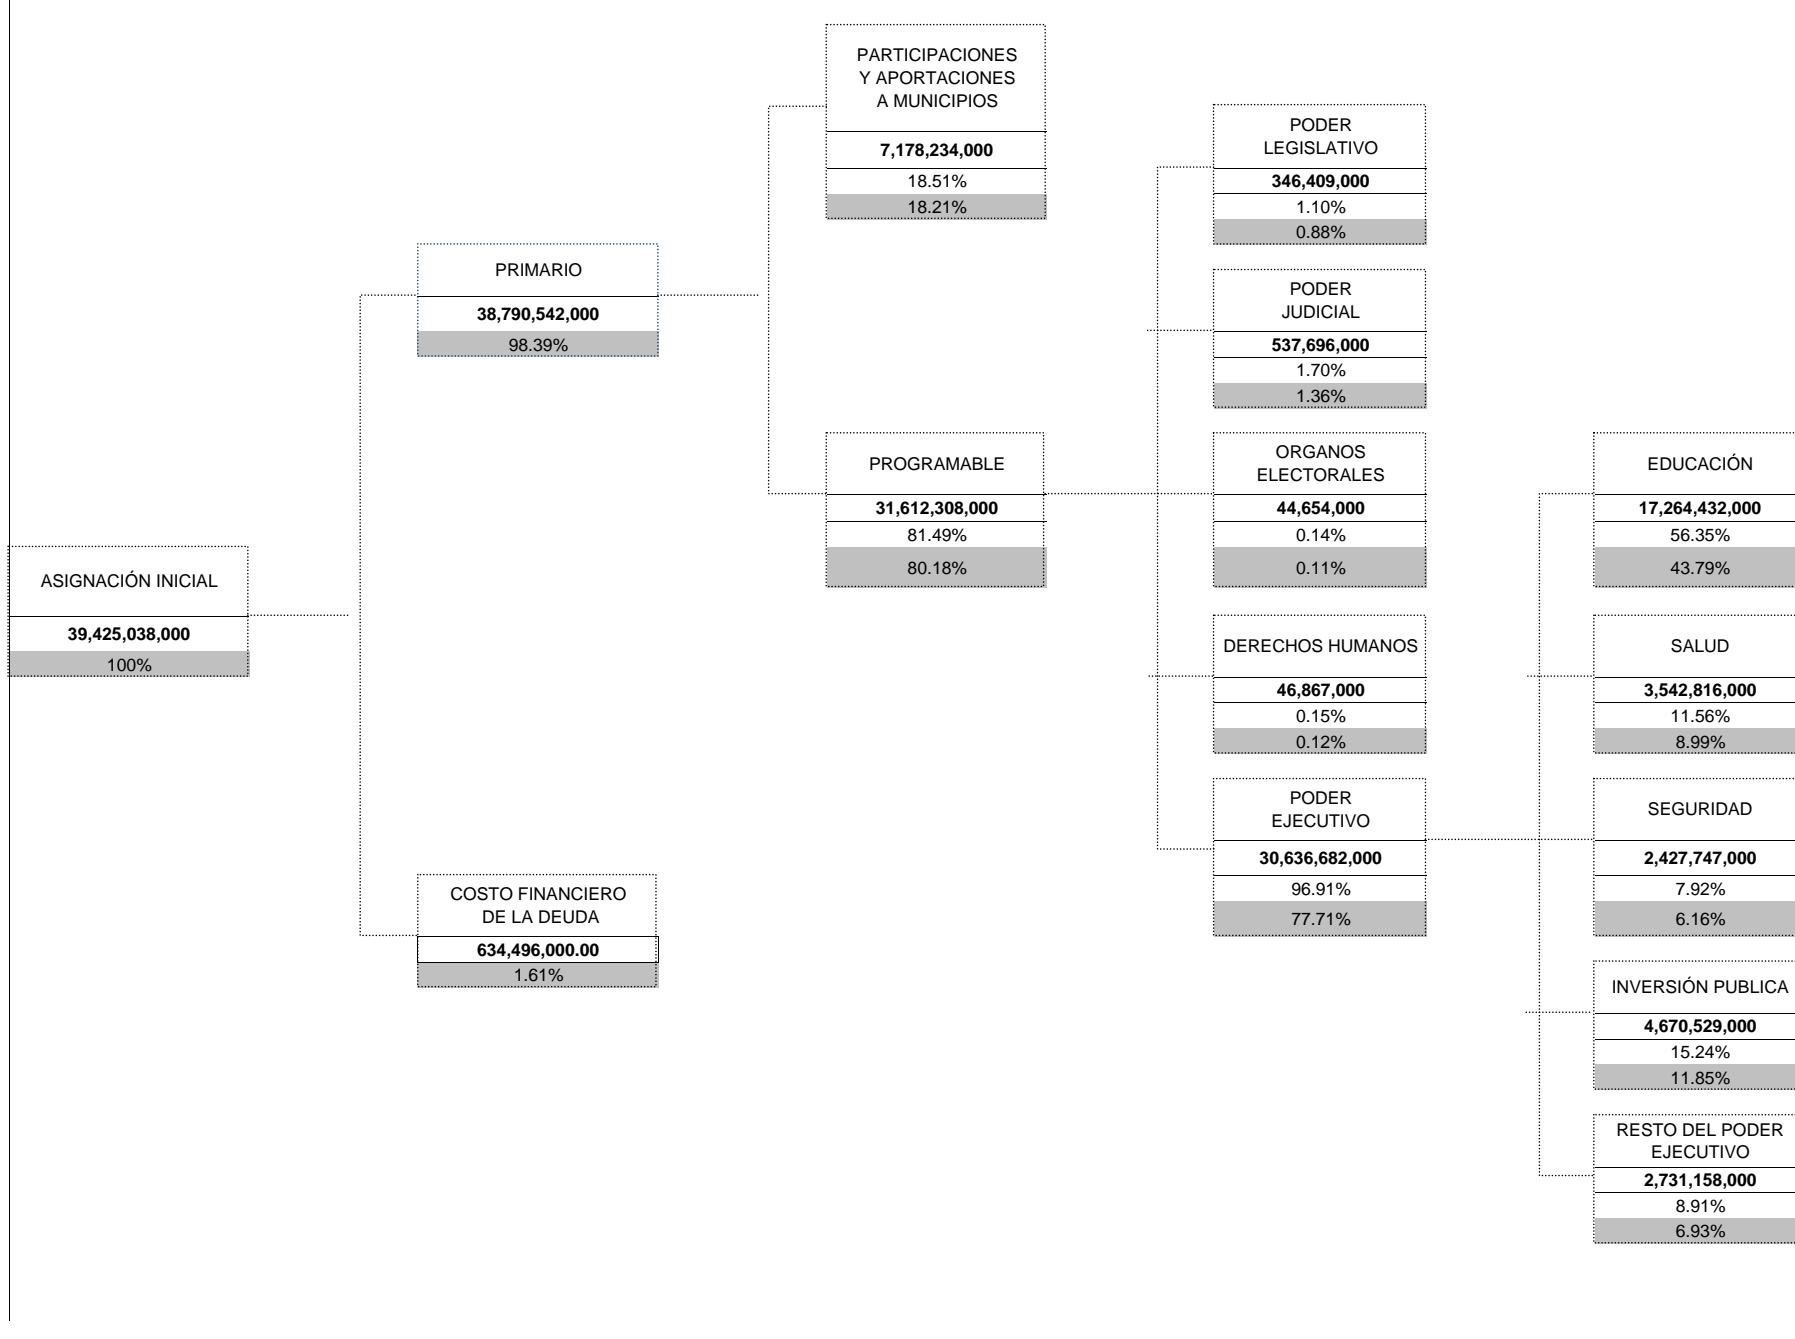 ASIGNACIÓN INICIAL
39,425,038,000
100%
PRIMARIO
38,790,542,000
98.39%
COSTO FINANCIERO
DE LA DEUDA
634,496,000.00
1.61%
PARTICIPACIONES
Y APORTACIONES
A MUNICIPIOS
7,178,234,000
18.51%
18.21%
PROGRAMABLE
31,612,308,000
81.49%
80.18%
PODER
LEGISLATIVO
346,409,000
1.10%
0.88%
PODER
JUDICIAL
537,696,000
1.70%
1.36%
ORGANOS
ELECTORALES
44,654,000
0.14%
0.11%
DERECHOS HUMANOS
46,867,000
0.15%
0.12%
PODER
EJECUTIVO
30,636,682,000
96.91%
77.71%
EDUCACIÓN
17,264,432,000
56.35%
43.79%
SALUD
3,542,816,000
11.56%
8.99%
SEGURIDAD
2,427,747,000
7.92%
6.16%
INVERSIÓN PUBLICA
4,670,529,000
15.24%
11.85%
RESTO DEL PODER
EJECUTIVO
2,731,158,000
8.91%
6.93%